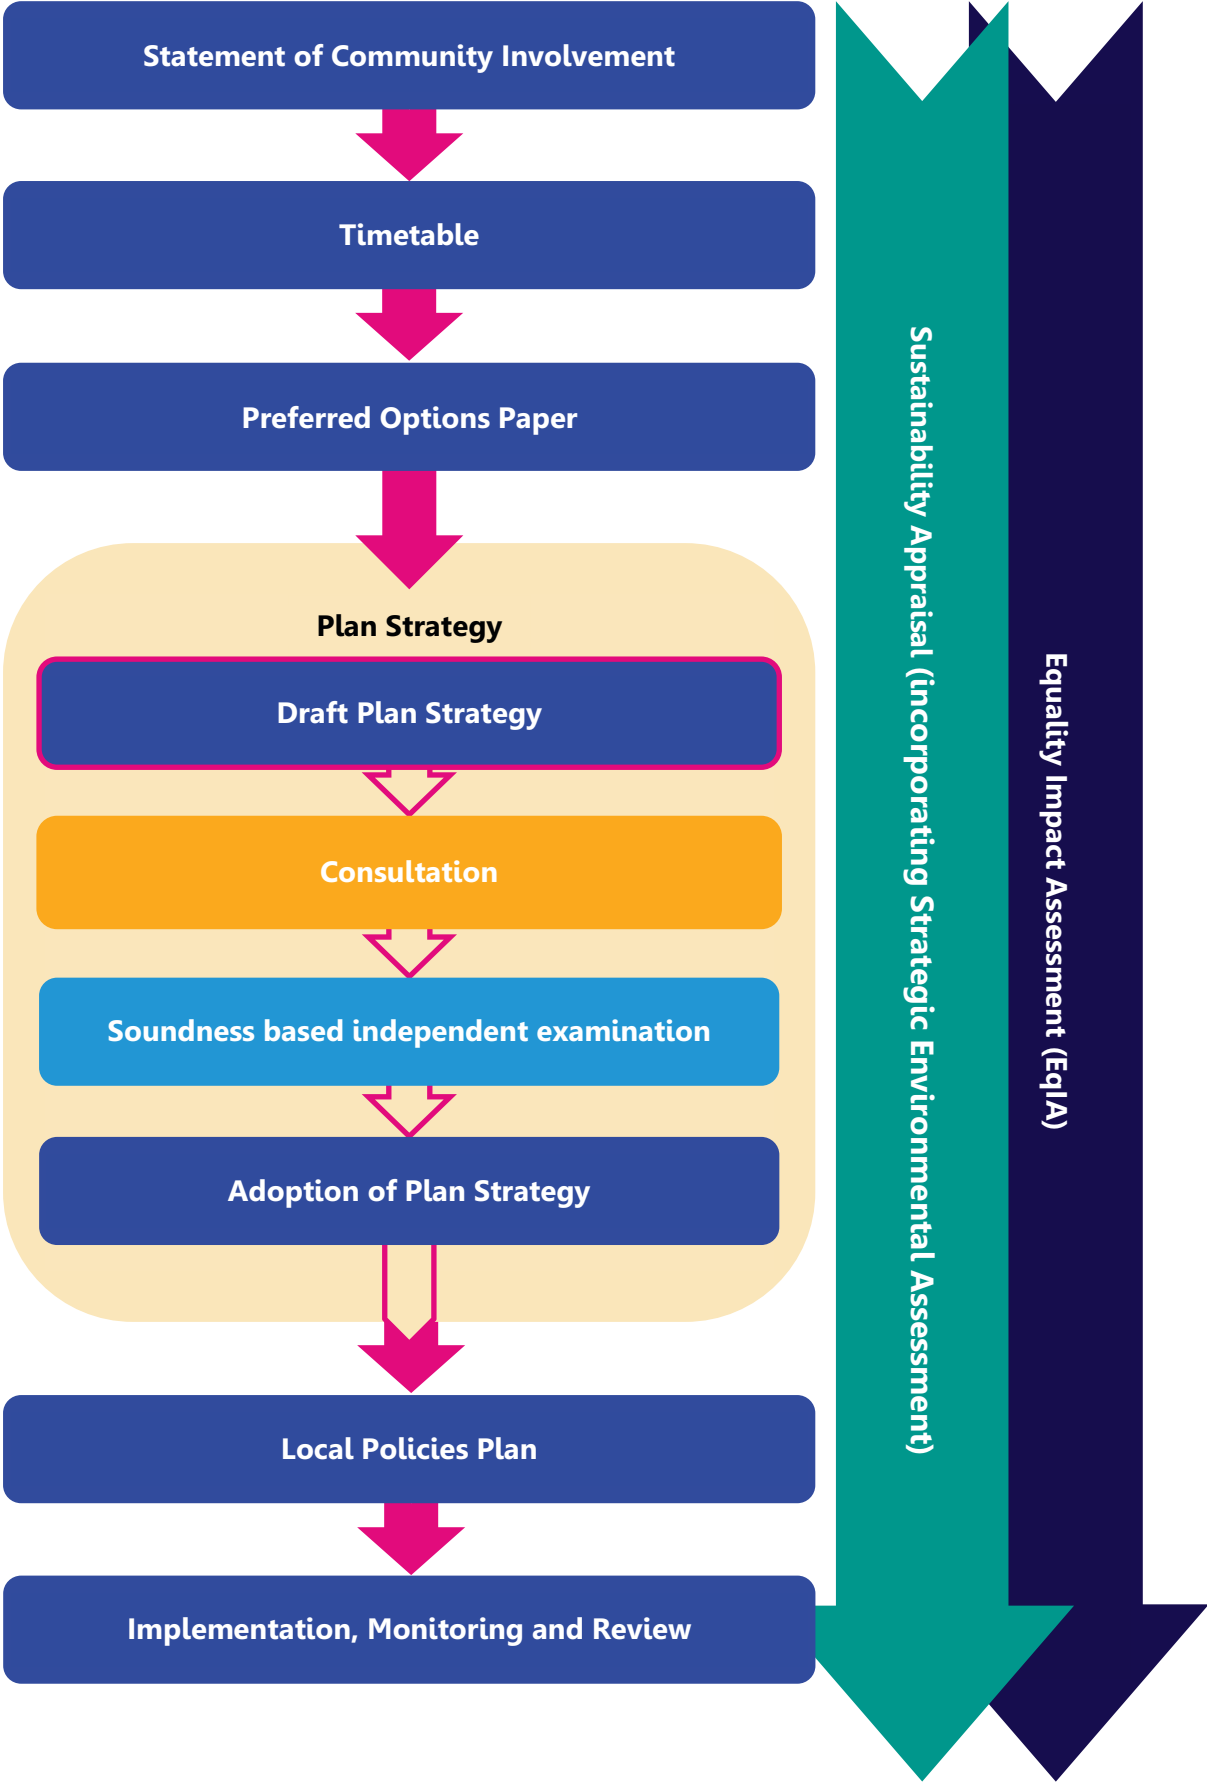 Statement of Community Involvement
Timetable
Preferred Options Paper
Plan Strategy
Draft Plan Strategy
Consultation
Soundness based independent examination
Adoption of Plan Strategy
Local Policies Plan
Implementation, Monitoring and Review
Sustainability Appraisal (incorporating Strategic Environmental Assessment)
Equality Impact Assessment (EqIA)